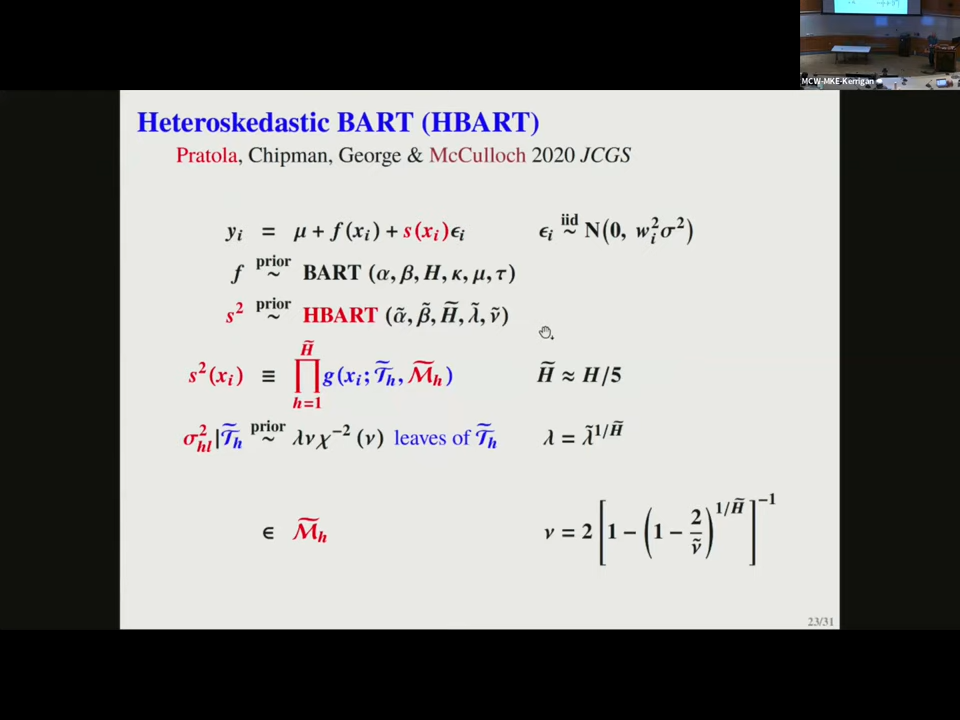 MCW-MKE-Kerrigan
Heteroskedastic BART (HBART)
Pratola, Chipman, George & McCulloch 2020 JCGS
yᵢ = μ + f(xᵢ) + s(xᵢ)ϵᵢ    ϵᵢ iid ~ N(0, wᵢ²σ²)
f prior ~ BART (α, β, H, κ, μ, τ)
s² prior ~ HBART (α̃, β̃, H̃, λ̃, ν̃)
s²(xᵢ) ≡ ∏_{h=1}^{H̃} g(xᵢ; 𝒯̃ₕ, ℳ̃ₕ)    H̃ ≈ H/5
σ²ₕₗ|𝒯̃ₕ prior ~ λνχ⁻²(ν) leaves of 𝒯̃ₕ    λ = λ̃^{1/H̃}
∈ ℳ̃ₕ    ν = 2[1 − (1 − 2/ν̃)^{1/H̃}]⁻¹
23/31